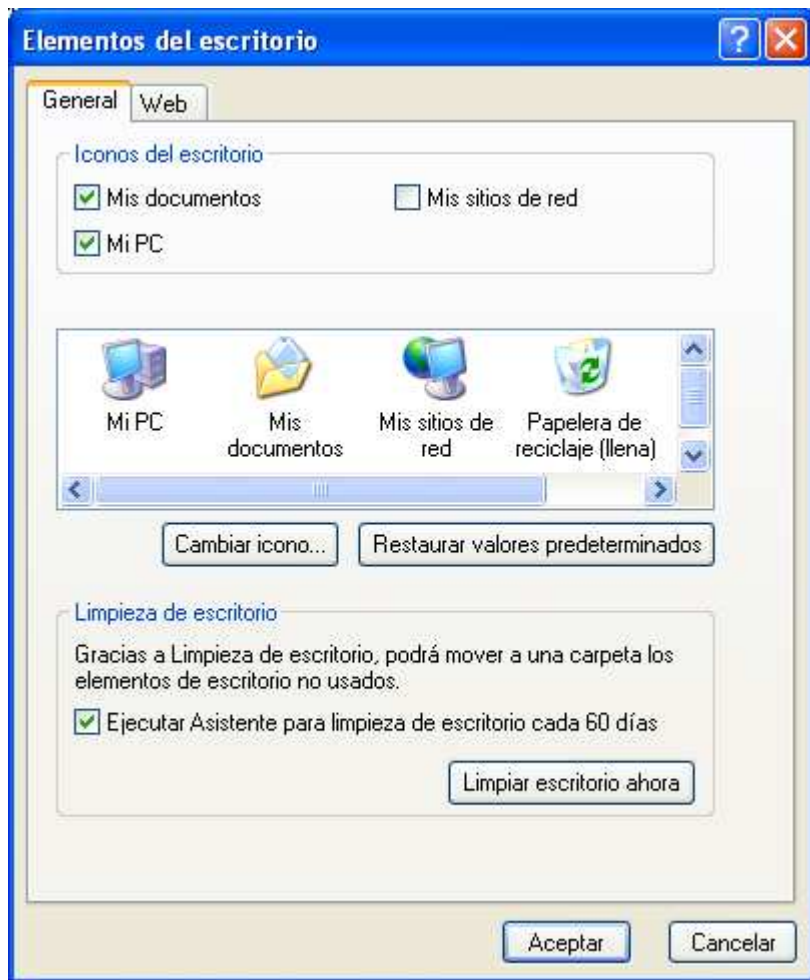 Elementos del escritorio
General Web
Iconos del escritorio
Mis documentos Mis sitios de red
Mi PC
Mi PC Mis documentos Mis sitios de red Papelera de reciclaje (llena)
Cambiar icono... Restaurar valores predeterminados
Limpieza de escritorio
Gracias a Limpieza de escritorio, podrá mover a una carpeta los
elementos de escritorio no usados.
Ejecutar Asistente para limpieza de escritorio cada 60 días
Limpiar escritorio ahora
Aceptar Cancelar